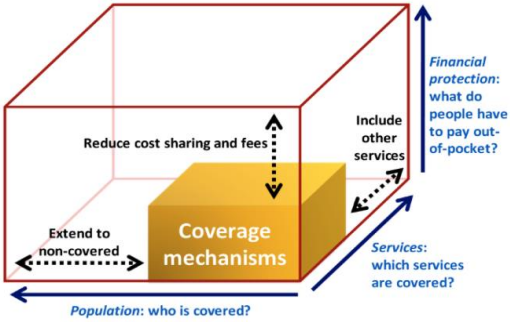 Financial
protection:
what do
people have
to pay out-
of-pocket?
Include
other
services
Reduce cost sharing and fees
Extend to
non-covered
Coverage
mechanisms
Services:
which services
are covered?
Population: who is covered?